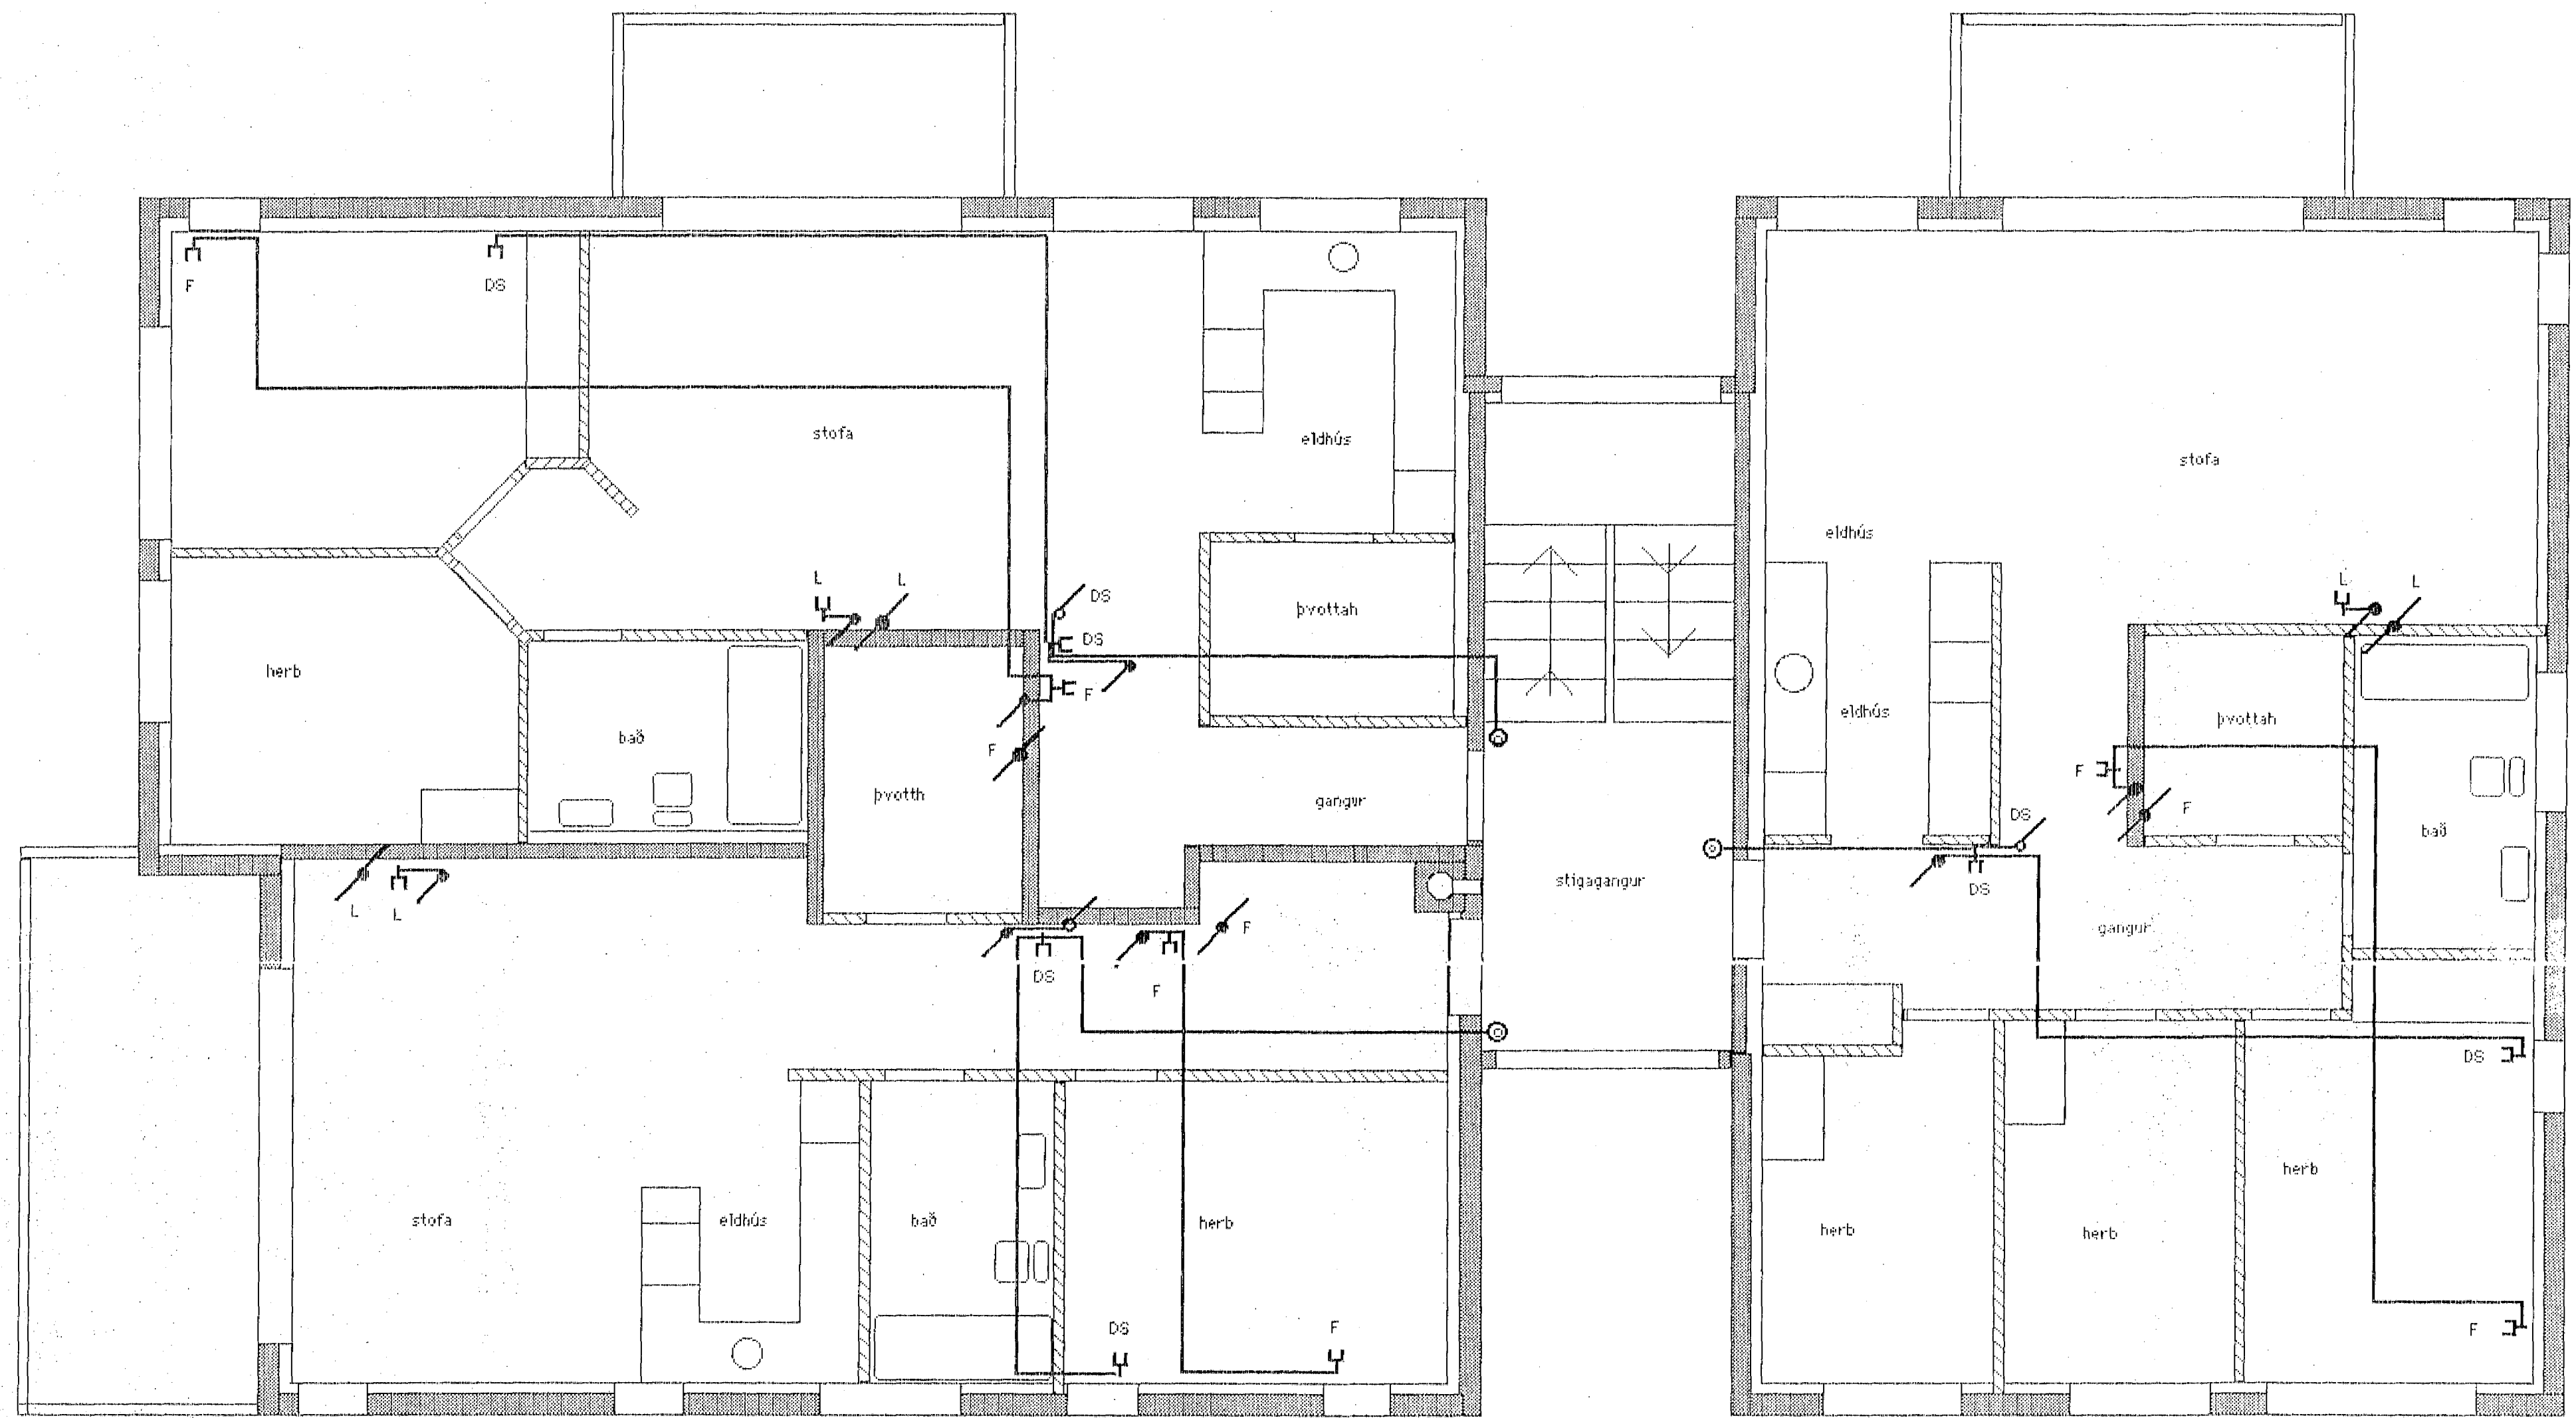 F
DS
stofa
eldhús
stofa
eldhús
L
L
DS
þvottah
L
L
DS
herb
F
eldhús
þvottah
bað
F
F
þvotth
gangur
F
DS
bað
stigagangur
DS
L
L
F
gangur
DS
F
DS
herb
stofa
eldhús
bað
herb
herb
herb
DS
F
F